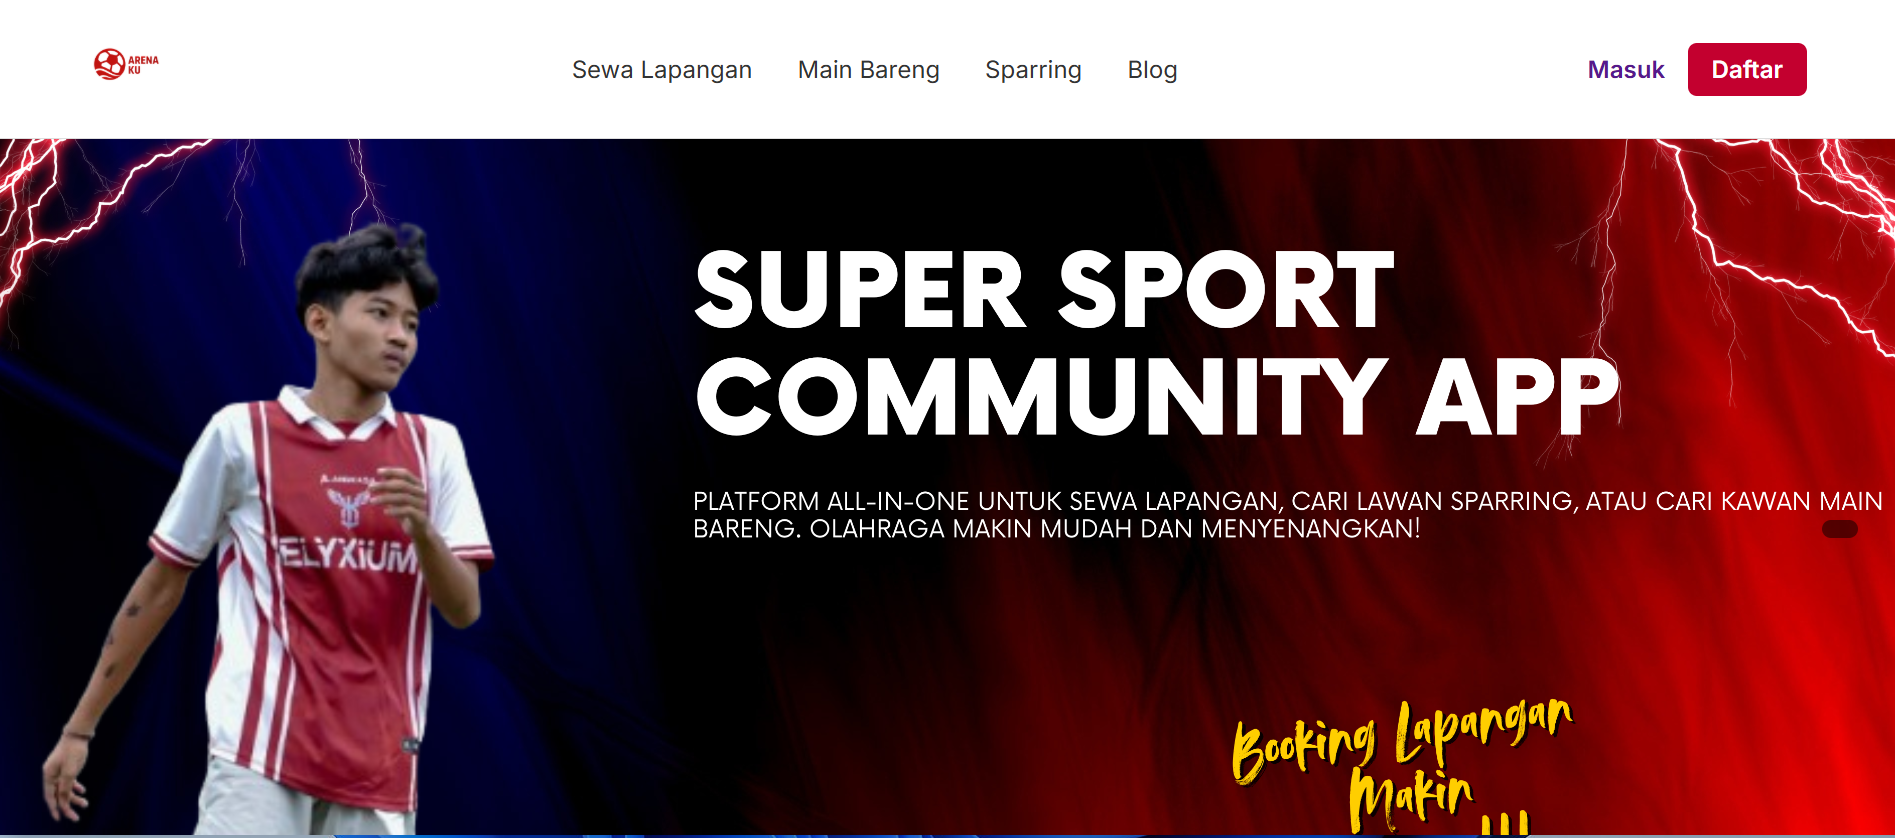 ARENA
KU
Sewa Lapangan
Main Bareng
Sparring
Blog
Masuk
Daftar
SUPER SPORT
COMMUNITY APP
PLATFORM ALL-IN-ONE UNTUK SEWA LAPANGAN, CARI LAWAN SPARRING, ATAU CARI KAWAN MAIN
BARENG. OLAHRAGA MAKIN MUDAH DAN MENYENANGKAN!
ELYXIUM
Booking Lapangan
Makin